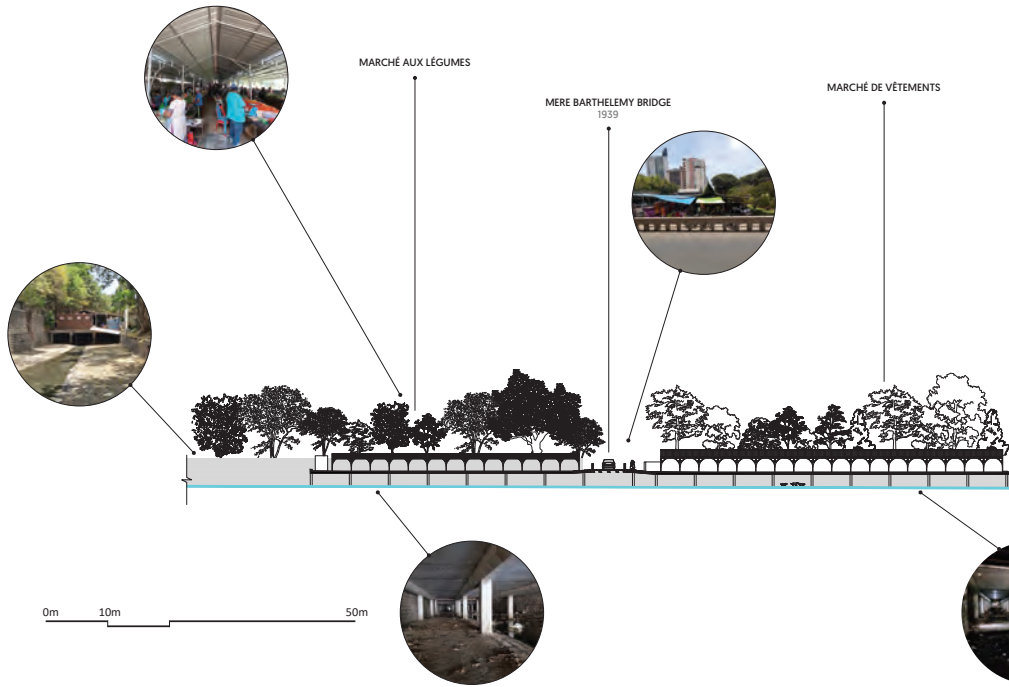 MARCHÉ AUX LÉGUMES
MERE BARTHELEMY BRIDGE
1939
MARCHÉ DE VÊTEMENTS
0m 10m 50m